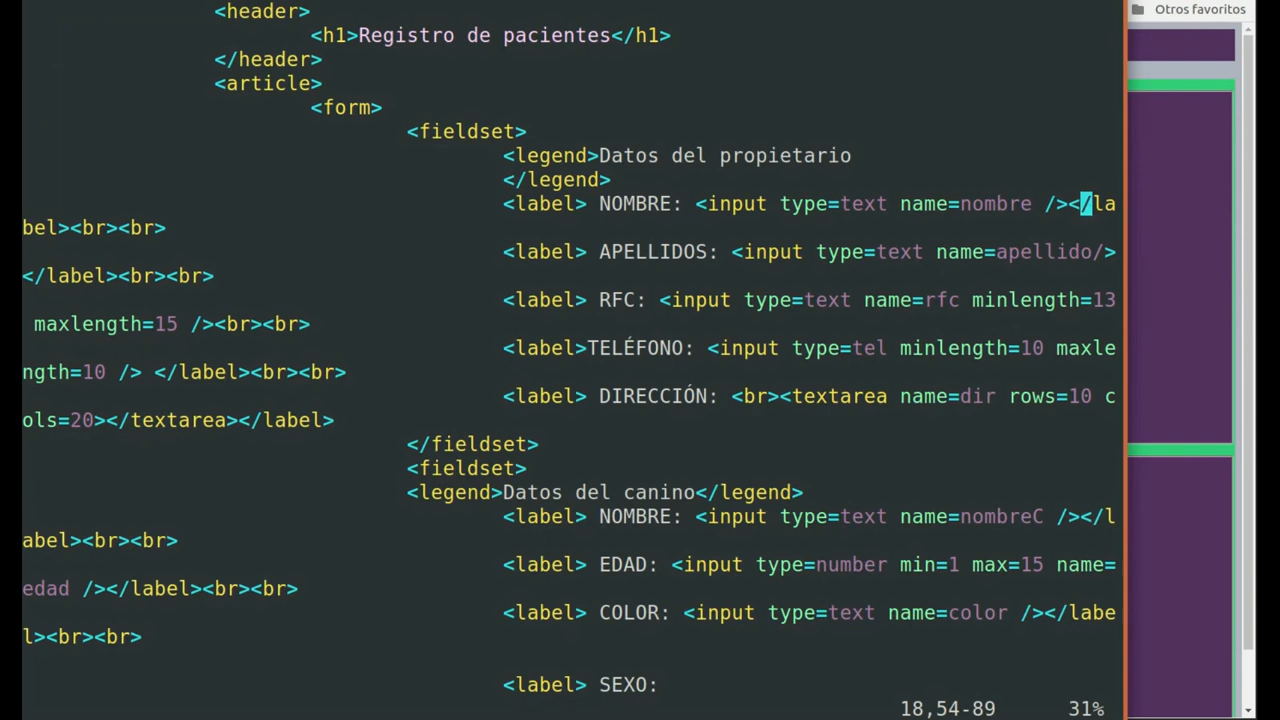 Otros favoritos
<header>
<h1>Registro de pacientes</h1>
</header>
<article>
<form>
<fieldset>
<legend>Datos del propietario
</legend>
<label> NOMBRE: <input type=text name=nombre /></la
bel><br><br>
<label> APELLIDOS: <input type=text name=apellido/>
</label><br><br>
<label> RFC: <input type=text name=rfc minlength=13
maxlength=15 /><br><br>
<label>TELÉFONO: <input type=tel minlength=10 maxle
ngth=10 /> </label><br><br>
<label> DIRECCIÓN: <br><textarea name=dir rows=10 c
ols=20></textarea></label>
</fieldset>
<fieldset>
<legend>Datos del canino</legend>
<label> NOMBRE: <input type=text name=nombreC /></l
abel><br><br>
<label> EDAD: <input type=number min=1 max=15 name=
edad /></label><br><br>
<label> COLOR: <input type=text name=color /></labe
l><br><br>
<label> SEXO:
18,54-89 31%